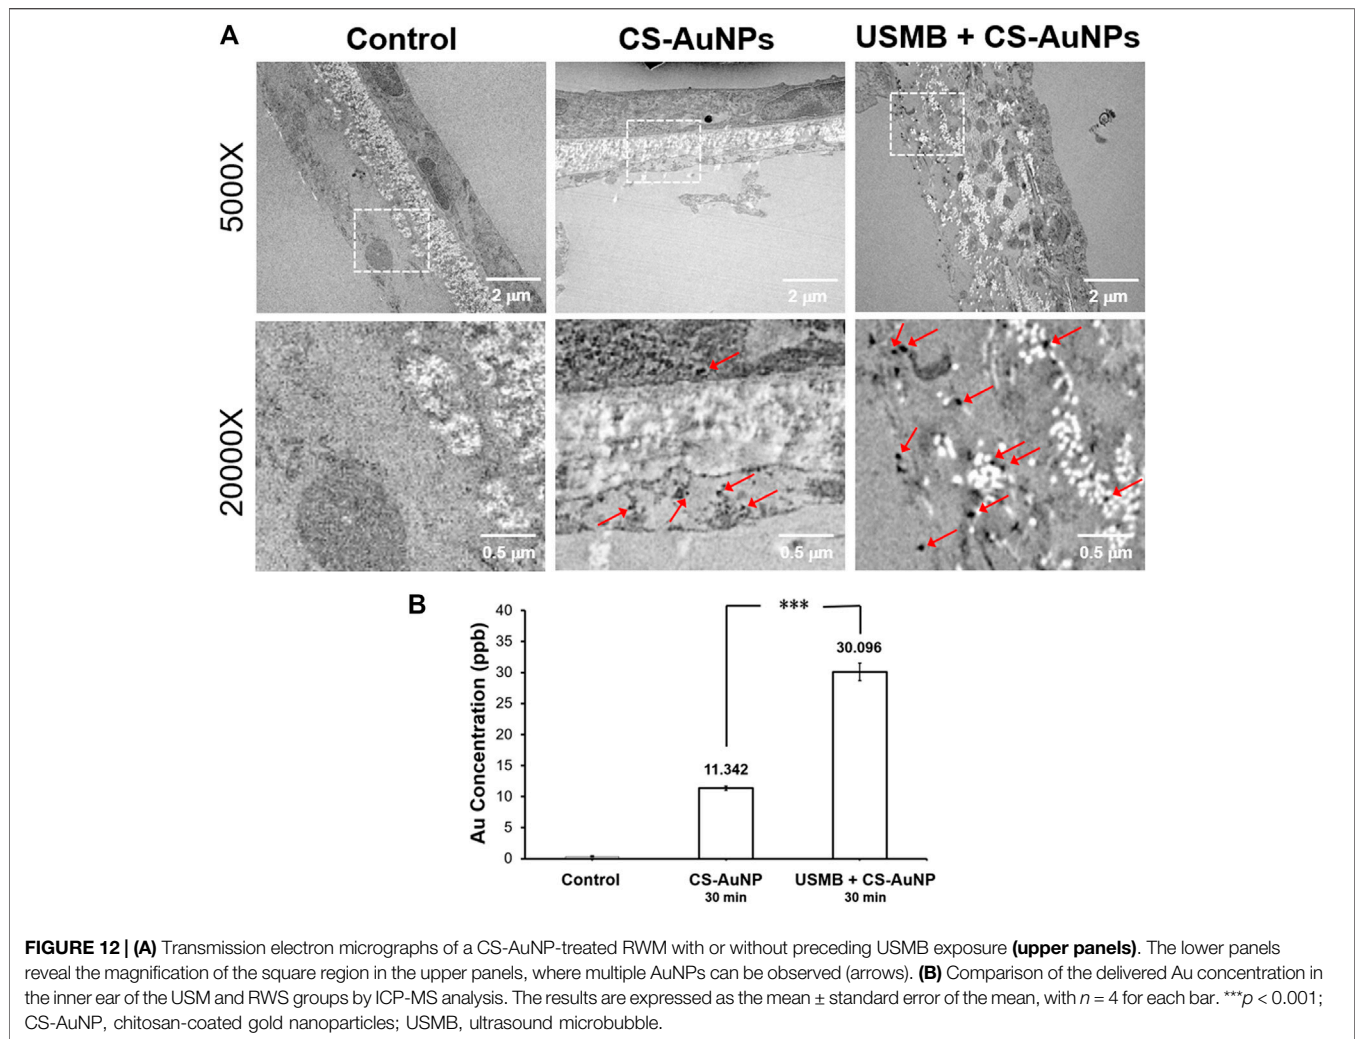 A
Control
CS-AuNPs
USMB + CS-AuNPs
5000X
2 μm
2 μm
2 μm
20000X
0.5 μm
0.5 μm
0.5 μm
B
Au Concentration (ppb)
40
35
30
25
20
15
10
5
0
***
11.342
30.096
Control
CS-AuNP
30 min
USMB + CS-AuNP
30 min
FIGURE 12 | (A) Transmission electron micrographs of a CS-AuNP-treated RWM with or without preceding USMB exposure (upper panels). The lower panels
reveal the magnification of the square region in the upper panels, where multiple AuNPs can be observed (arrows). (B) Comparison of the delivered Au concentration in
the inner ear of the USM and RWS groups by ICP-MS analysis. The results are expressed as the mean ± standard error of the mean, with n = 4 for each bar. ***p < 0.001;
CS-AuNP, chitosan-coated gold nanoparticles; USMB, ultrasound microbubble.